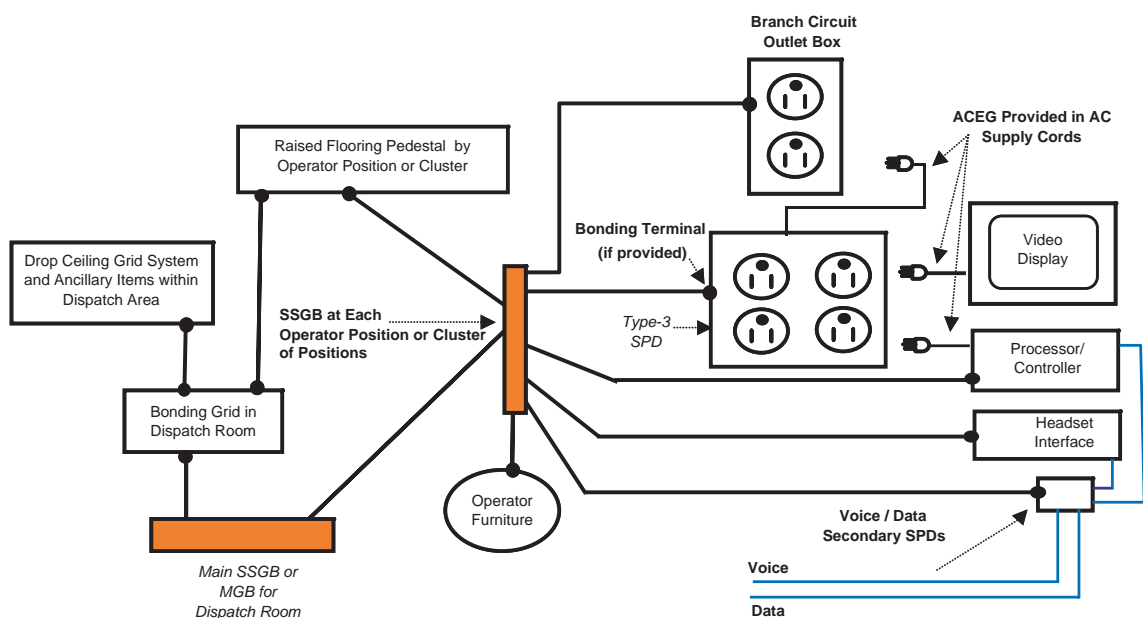 Branch Circuit
Outlet Box
ACEG Provided in AC
Supply Cords
Raised Flooring Pedestal by
Operator Position or Cluster
Bonding Terminal
(if provided)
Video
Display
Drop Ceiling Grid System
and Ancillary Items within
Dispatch Area
SSGB at Each
Operator Position or Cluster
of Positions
Type-3
SPD
Processor/
Controller
Bonding Grid in
Dispatch Room
Headset
Interface
Operator
Furniture
Voice / Data
Secondary SPDs
Main SSGB or
MGB for
Dispatch Room
Voice
Data